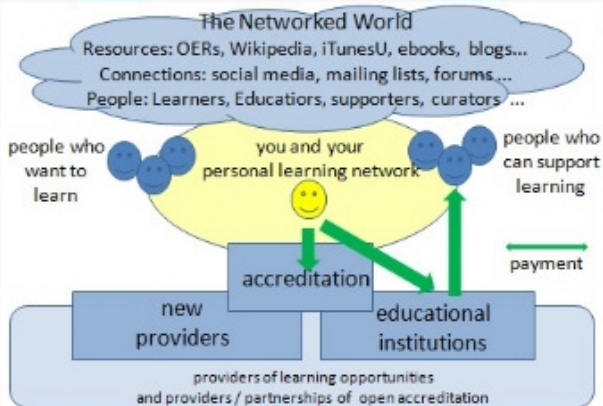 The Networked World
Resources: OERs, Wikipedia, iTunesU, ebooks, blogs...
Connections: social media, mailing lists, forums ...
People: Learners, Educatiors, supporters, curators ...
people who
want to
learn
you and your
personal learning network
people who
can support
learning
payment
accreditation
new
providers
educational
institutions
providers of learning opportunities
and providers / partnerships of open accreditation